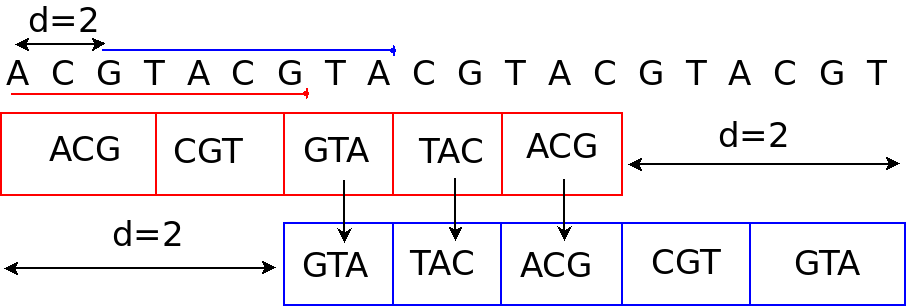 d=2
A C G T A C G T A C G T A C G T A C G T
ACG CGT GTA TAC ACG d=2
d=2 GTA TAC ACG CGT GTA